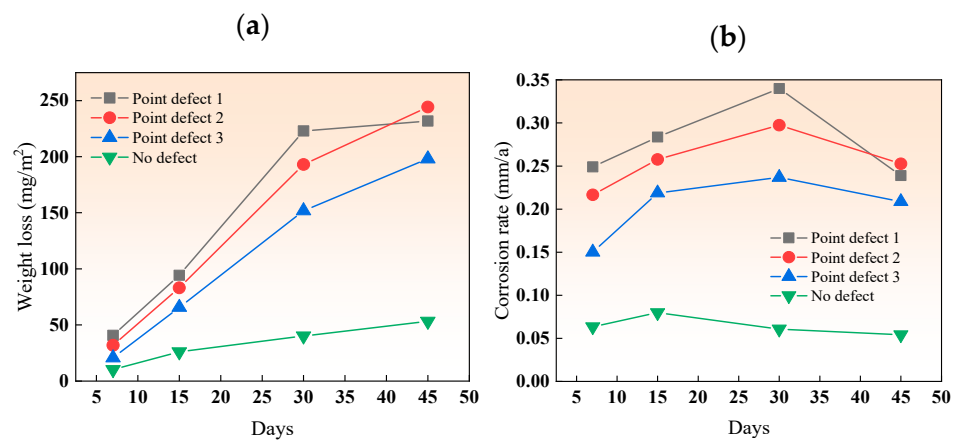 (a)
Weight loss (mg/m²)
250
200
150
100
50
0
Point defect 1
Point defect 2
Point defect 3
No defect
5 10 15 20 25 30 35 40 45 50
Days
(b)
Corrosion rate (mm/a)
0.35
0.30
0.25
0.20
0.15
0.10
0.05
0.00
Point defect 1
Point defect 2
Point defect 3
No defect
5 10 15 20 25 30 35 40 45 50
Days